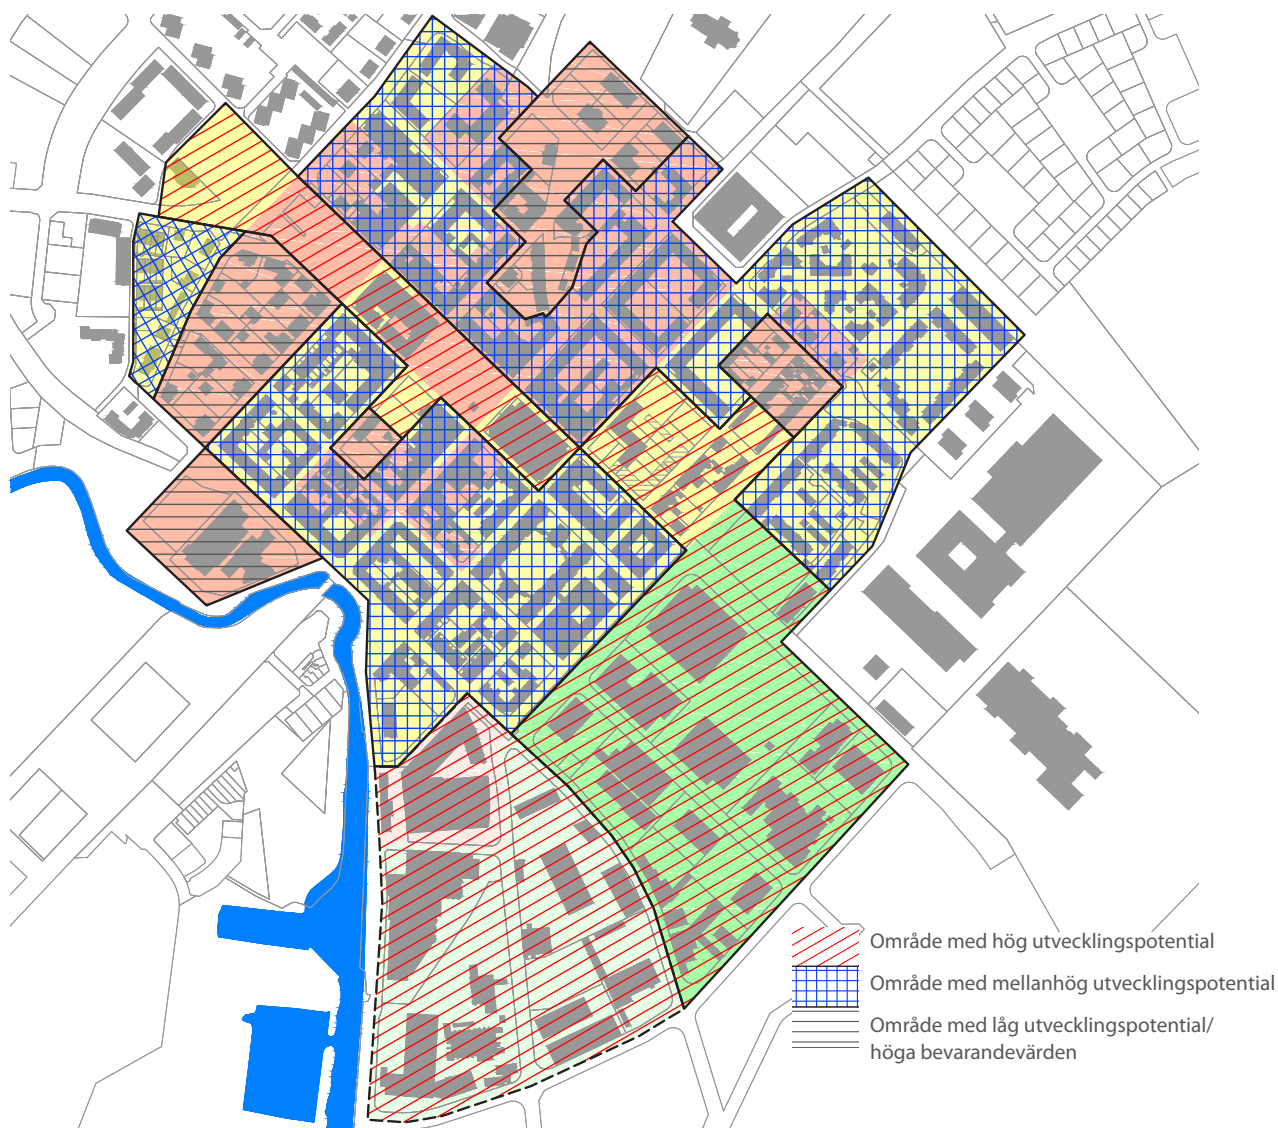 Område med hög utvecklingspotential
Område med mellanhög utvecklingspotential
Område med låg utvecklingspotential/
höga bevarandevärden